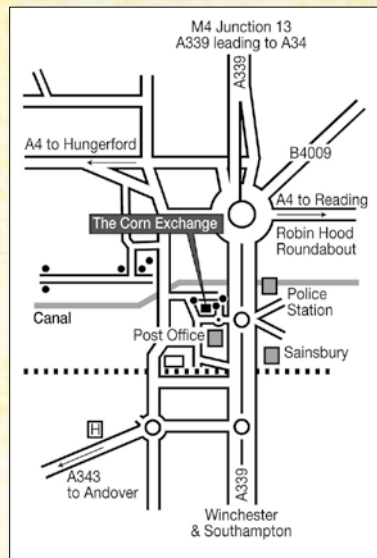 M4 Junction 13
A339 leading to A34
A339
A4 to Hungerford
B4009
A4 to Reading
The Corn Exchange
Robin Hood
Roundabout
Police
Station
Canal
Post Office
Sainsbury
H
A343
to Andover
A339
Winchester
& Southampton